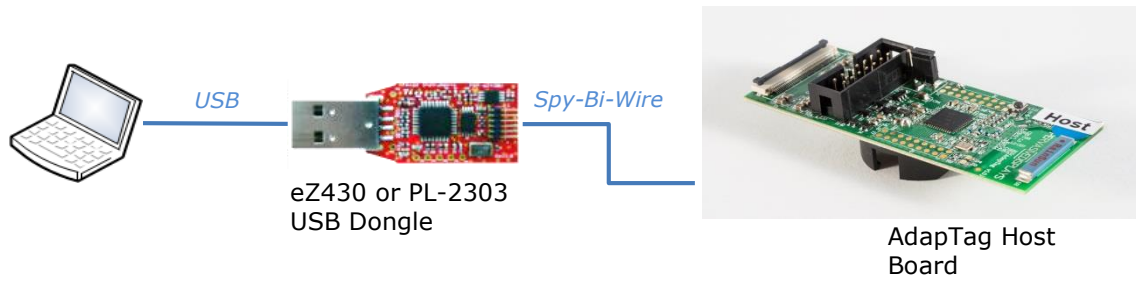 USB
Spy-Bi-Wire
Host
eZ430 or PL-2303
USB Dongle
AdapTag Host
Board